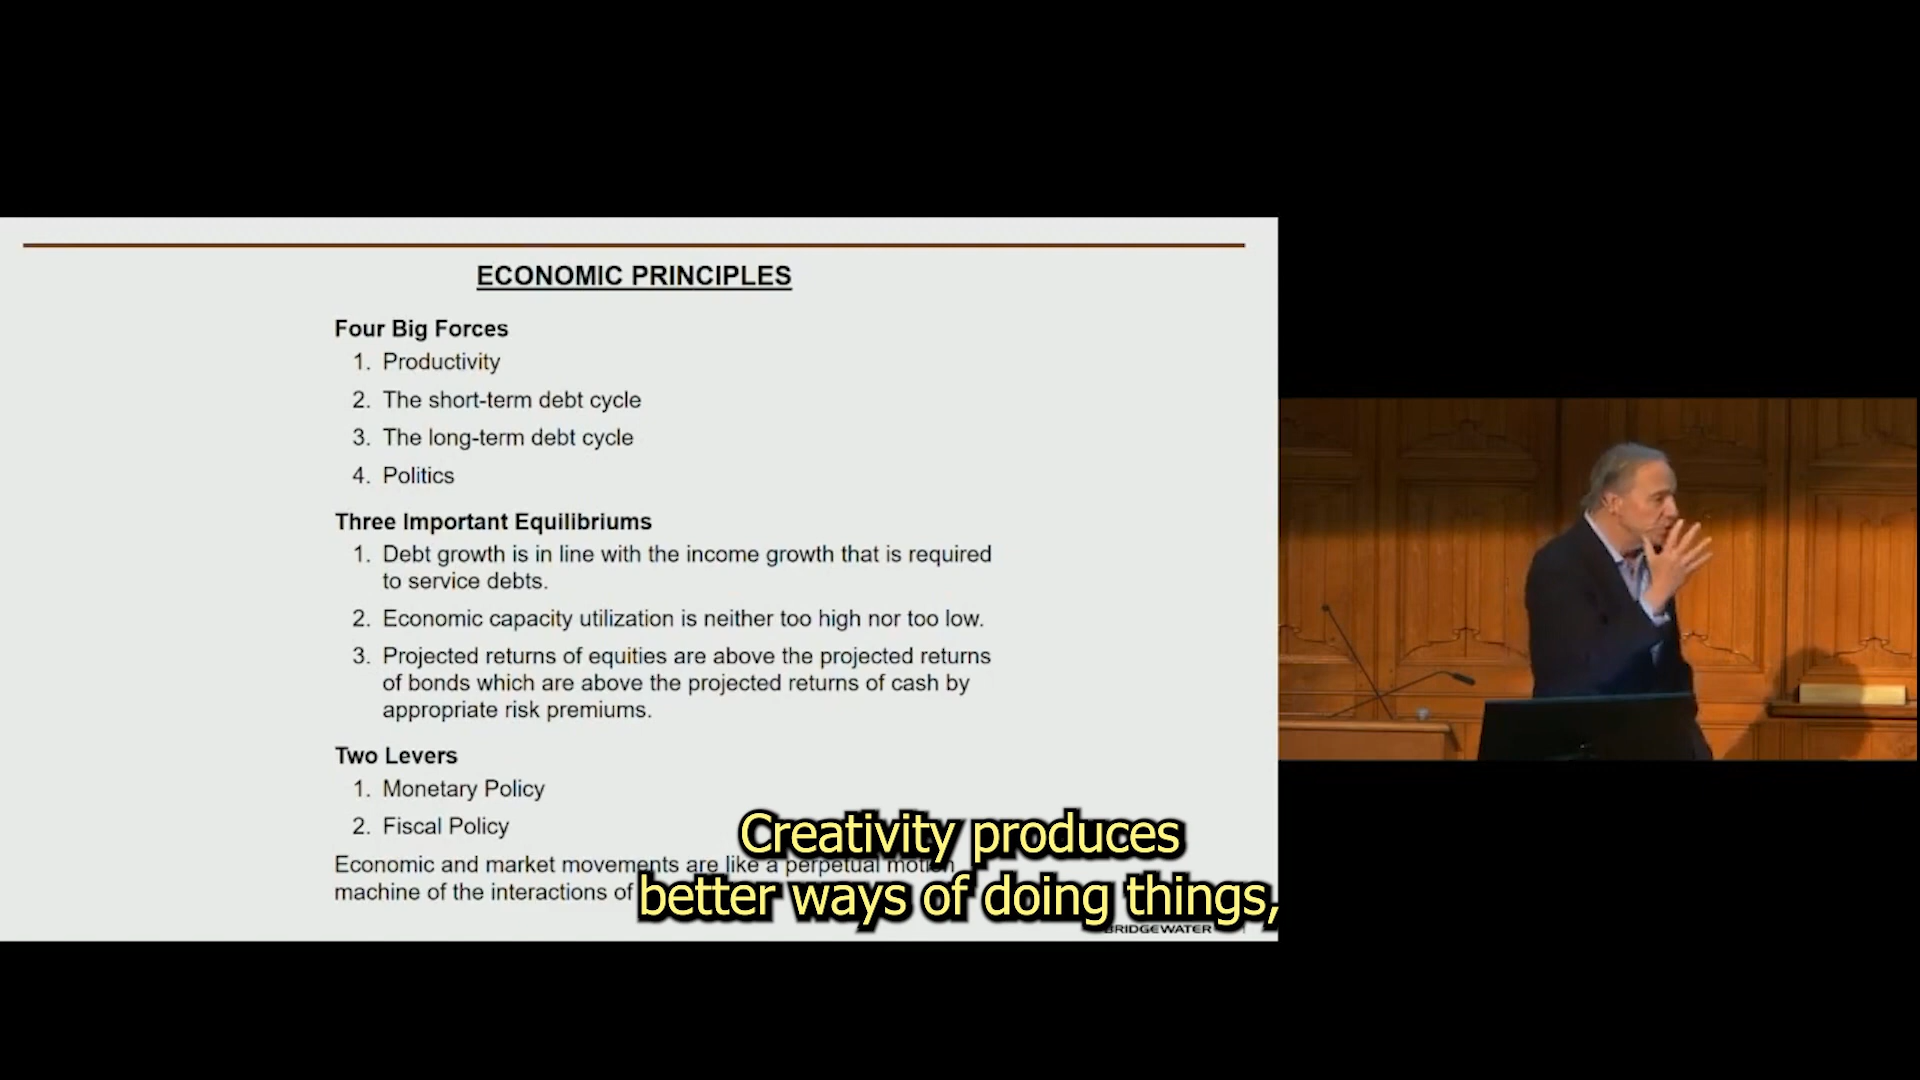 ECONOMIC PRINCIPLES
Four Big Forces
1. Productivity
2. The short-term debt cycle
3. The long-term debt cycle
4. Politics
Three Important Equilibriums
1. Debt growth is in line with the income growth that is required
to service debts.
2. Economic capacity utilization is neither too high nor too low.
3. Projected returns of equities are above the projected returns
of bonds which are above the projected returns of cash by
appropriate risk premiums.
Two Levers
1. Monetary Policy
2. Fiscal Policy
Economic and market movements are like a perpetual motion
machine of the interactions of
Creativity produces
better ways of doing things,
BRIDGEWATER